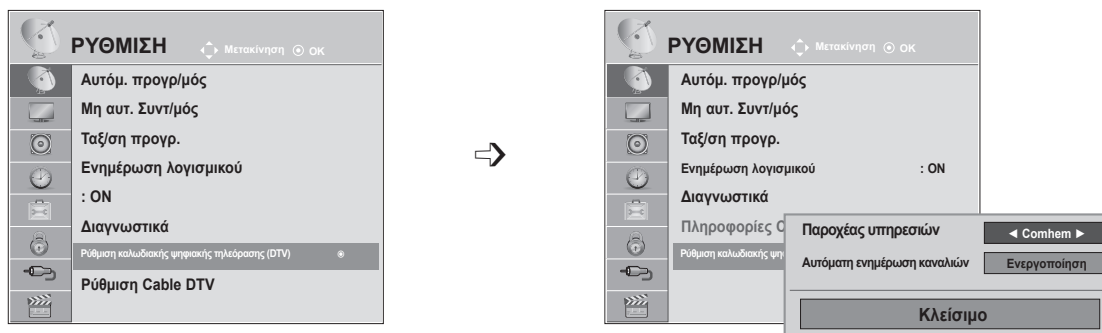 ΡΥΘΜΙΣΗ Μετακίνηση OK
Αυτόμ. προγρ/μός
Μη αυτ. Συντ/μός
Ταξ/ση προγρ.
Ενημέρωση λογισμικού
: ON
Διαγνωστικά
Ρύθμιση καλωδιακής ψηφιακής τηλεόρασης (DTV)
Ρύθμιση Cable DTV
ΡΥΘΜΙΣΗ Μετακίνηση OK
Αυτόμ. προγρ/μός
Μη αυτ. Συντ/μός
Ταξ/ση προγρ.
Ενημέρωση λογισμικού : ON
Διαγνωστικά
Πληροφορίες C
Ρύθμιση καλωδιακής ψη
Παροχέας υπηρεσιών ◄ Comhem ►
Αυτόματη ενημέρωση καναλιών Ενεργοποίηση
Κλείσιμο